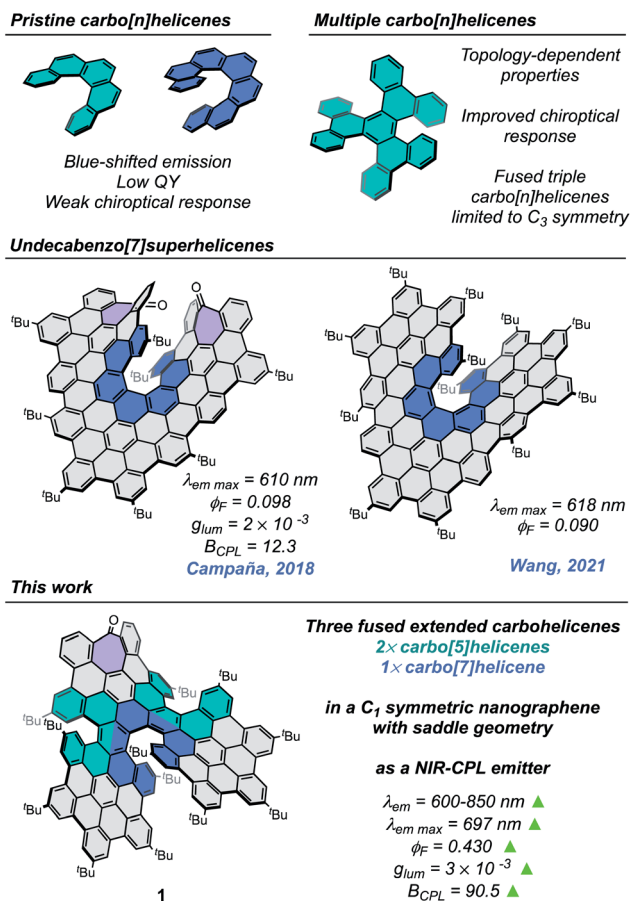 Pristine carbo[n]helicenes
Multiple carbo[n]helicenes
Blue-shifted emission
Low QY
Weak chiroptical response
Topology-dependent
properties
Improved chiroptical
response
Fused triple
carbo[n]helicenes
limited to C3 symmetry
Undecabenzo[7]superhelicenes
O
O
tBu
tBu
tBu
tBu
tBu
tBu
tBu
tBu
λem max = 610 nm
ϕF = 0.098
glum = 2 × 10 -3
BCPL = 12.3
Campaña, 2018
tBu
tBu
tBu
tBu
tBu
tBu
tBu
tBu
tBu
λem max = 618 nm
ϕF = 0.090
Wang, 2021
This work
O
tBu
tBu
tBu
tBu
tBu
tBu
tBu
tBu
tBu
tBu
tBu
1
Three fused extended carbohelicenes
2× carbo[5]helicenes
1× carbo[7]helicene
in a C1 symmetric nanographene
with saddle geometry
as a NIR-CPL emitter
λem = 600-850 nm
λem max = 697 nm
ϕF = 0.430
glum = 3 × 10 -3
BCPL = 90.5